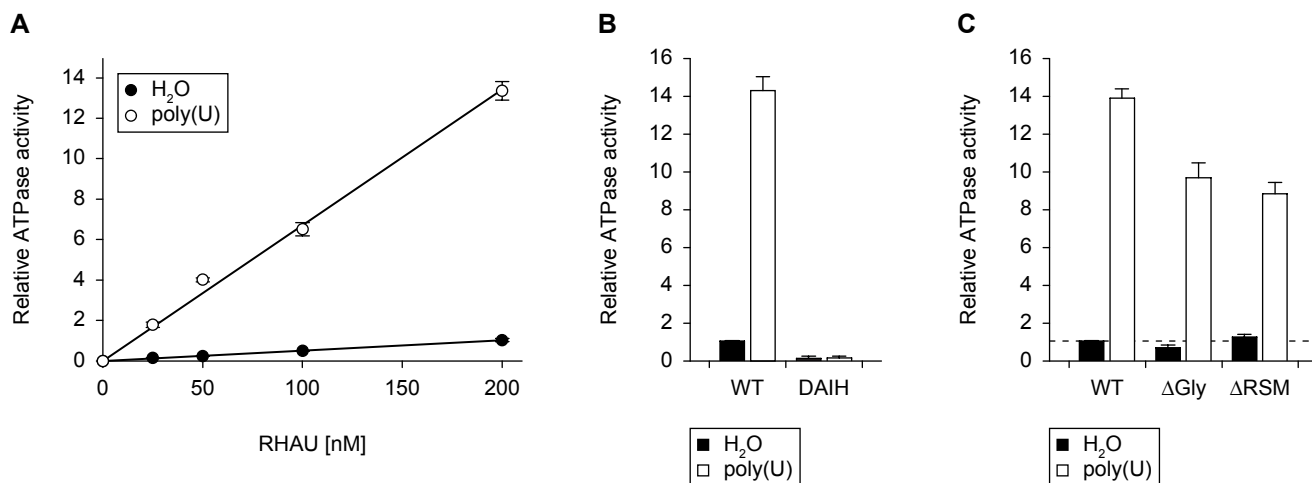 A
Relative ATPase activity
14
12
10
8
6
4
2
0
H₂O
poly(U)
0 50 100 150 200
RHAU [nM]
B
Relative ATPase activity
16
14
12
10
8
6
4
2
0
WT DAIH
H₂O
poly(U)
C
Relative ATPase activity
16
14
12
10
8
6
4
2
0
WT ΔGly ΔRSM
H₂O
poly(U)